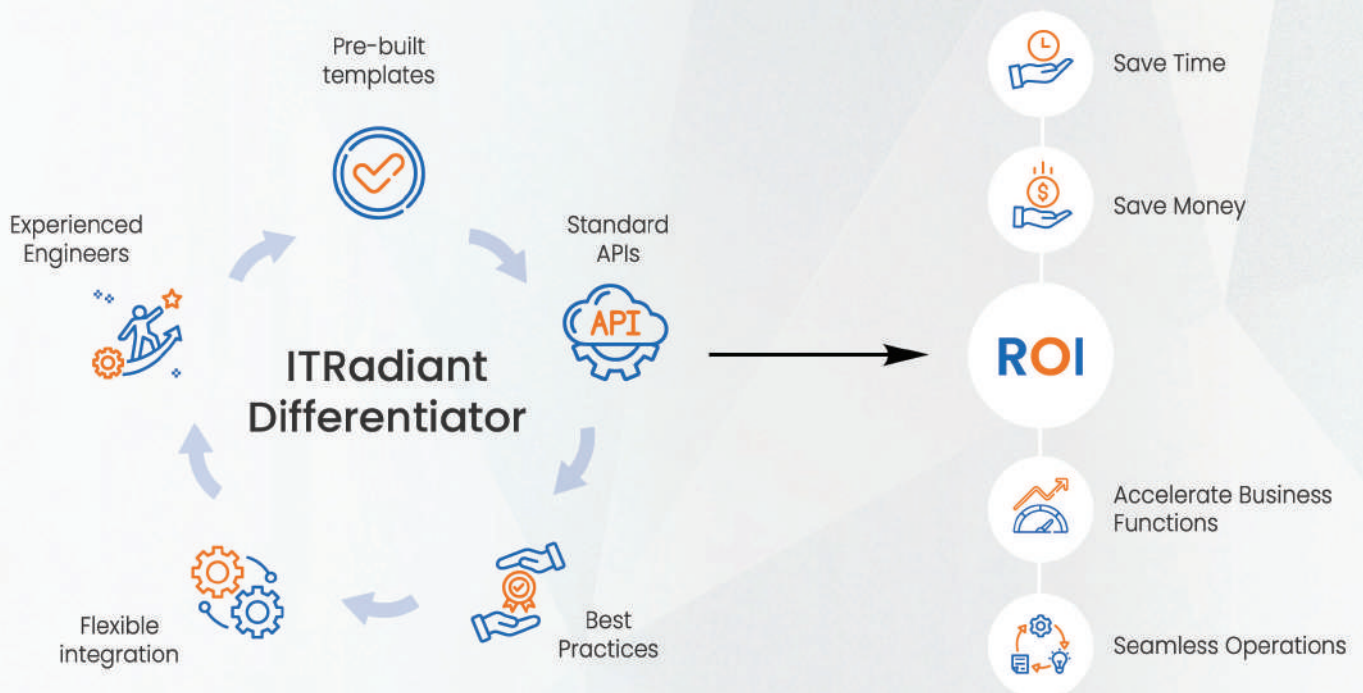 Pre-built
templates
Experienced
Engineers
Standard
APIs
API
ITRadiant
Differentiator
Flexible
integration
Best
Practices
Save Time
Save Money
ROI
Accelerate Business
Functions
Seamless Operations